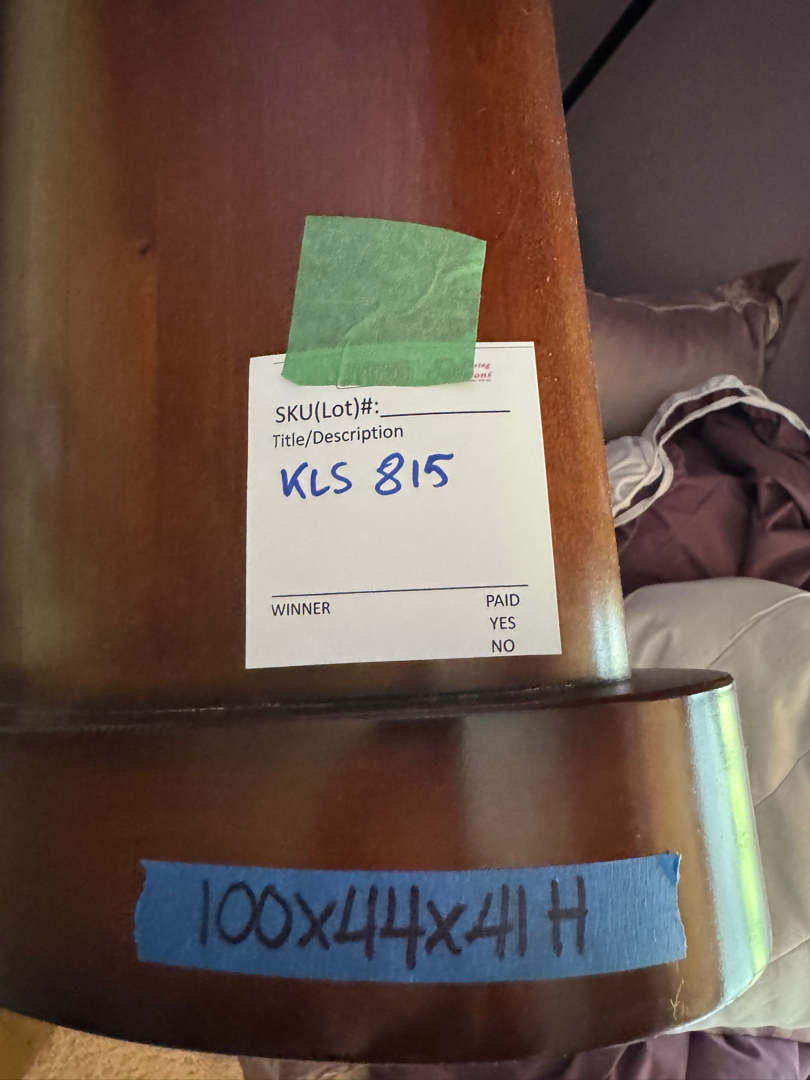 SKU(Lot)#:
Title/Description
KLS 815
WINNER PAID
YES
NO
100x44x41 H